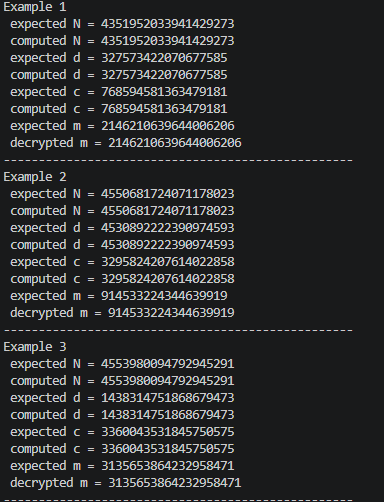 Example 1
expected N = 4351952033941429273
computed N = 4351952033941429273
expected d = 327573422070677585
computed d = 327573422070677585
expected c = 768594581363479181
computed c = 768594581363479181
expected m = 2146210639644006206
decrypted m = 2146210639644006206
--------------------------------------------------
Example 2
expected N = 4550681724071178023
computed N = 4550681724071178023
expected d = 4530892222390974593
computed d = 4530892222390974593
expected c = 3295824207614022858
computed c = 3295824207614022858
expected m = 914533224344639919
decrypted m = 914533224344639919
--------------------------------------------------
Example 3
expected N = 4553980094792945291
computed N = 4553980094792945291
expected d = 1438314751868679473
computed d = 1438314751868679473
expected c = 3360043531845750575
computed c = 3360043531845750575
expected m = 3135653864232958471
decrypted m = 3135653864232958471
--------------------------------------------------